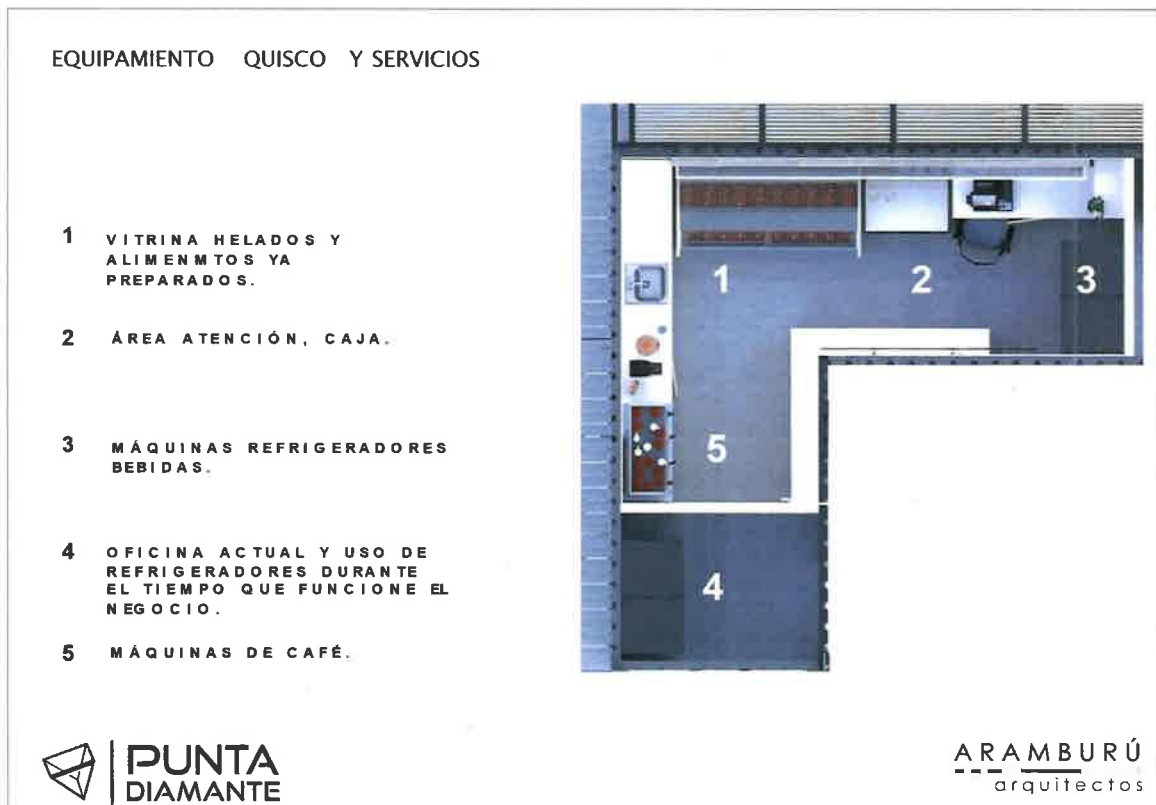 EQUIPAMIENTO QUISCO Y SERVICIOS
1 VITRINA HELADOS Y
ALIMENMTOS YA
PREPARADOS.
2 ÁREA ATENCIÓN, CAJA.
3 MÁQUINAS REFRIGERADORES
BEBIDAS.
4 OFICINA ACTUAL Y USO DE
REFRIGERADORES DURANTE
EL TIEMPO QUE FUNCIONE EL
NEGOCIO.
5 MÁQUINAS DE CAFÉ.
1 2 3
5
4
PUNTA
DIAMANTE
ARAMBURÚ
arquitectos